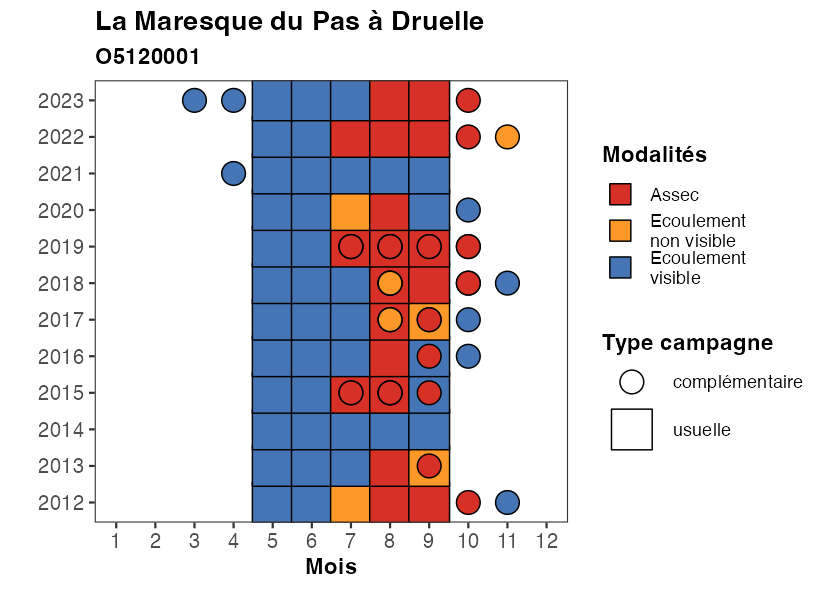 La Maresque du Pas à Druelle
O5120001
2023
2022
2021
2020
2019
2018
2017
2016
2015
2014
2013
2012
1 2 3 4 5 6 7 8 9 10 11 12
Mois
Modalités
Assec
Ecoulement
non visible
Ecoulement
visible
Type campagne
complémentaire
usuelle